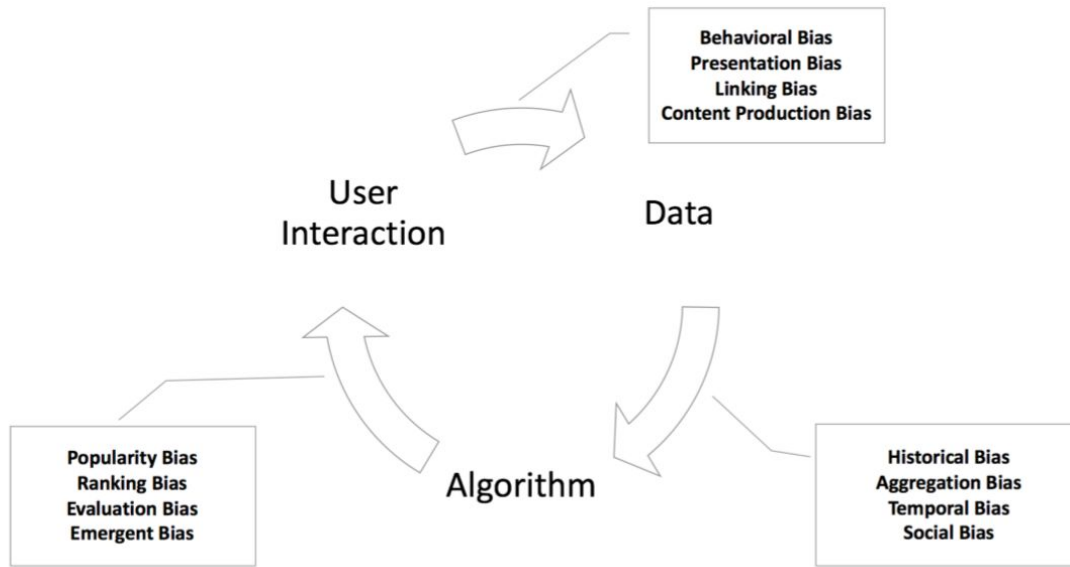 Behavioral Bias
Presentation Bias
Linking Bias
Content Production Bias
User
Interaction
Data
Popularity Bias
Ranking Bias
Evaluation Bias
Emergent Bias
Algorithm
Historical Bias
Aggregation Bias
Temporal Bias
Social Bias